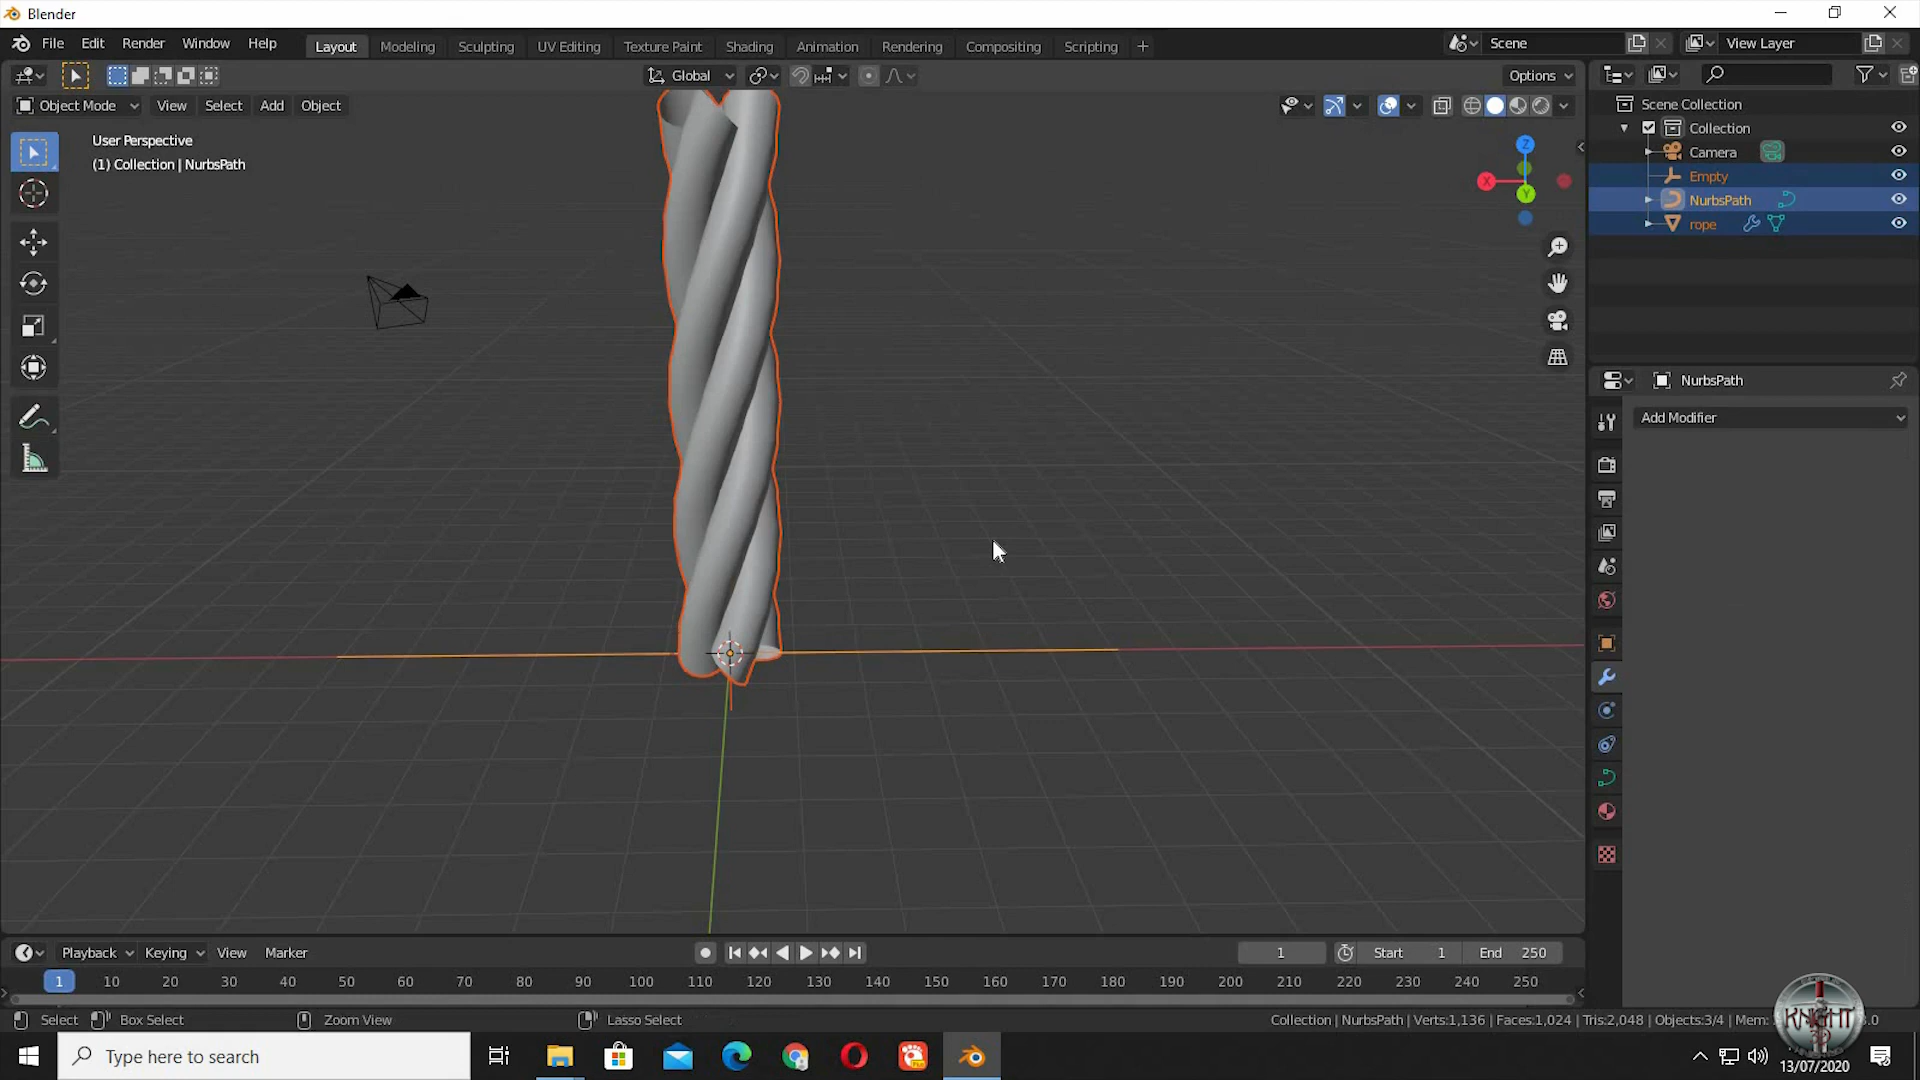 Blender
File Edit Render Window Help
Layout Modeling Sculpting UV Editing Texture Paint Shading Animation Rendering Compositing Scripting +
Scene View Layer
Global Options
Object Mode View Select Add Object
User Perspective
(1) Collection | NurbsPath
Z
X
Y
Scene Collection
Collection
Camera
Empty
NurbsPath
rope
NurbsPath
Add Modifier
Playback Keying View Marker 1 Start 1 End 250
1 10 20 30 40 50 60 70 80 90 100 110 120 130 140 150 160 170 180 190 200 210 220 230 240 250
Select Box Select Zoom View Lasso Select Collection | NurbsPath | Verts:1,136 | Faces:1,024 | Tris:2,048 | Objects:3/4 | Mem:
KNIGHT
3D
Type here to search
13/07/2020